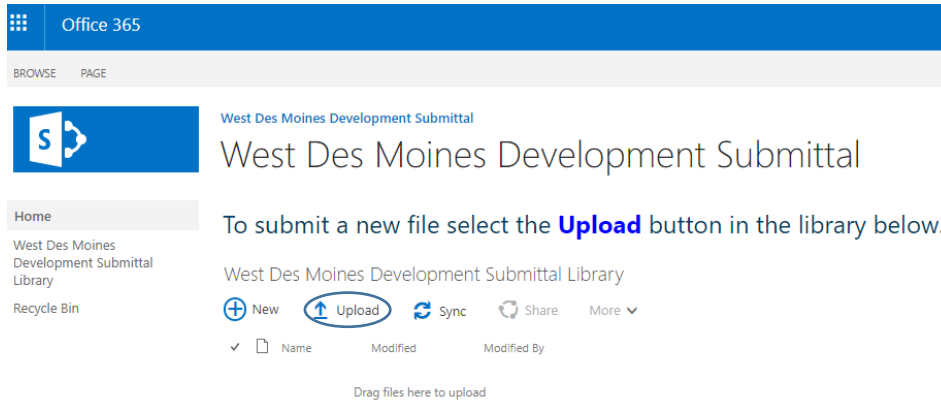 Office 365
BROWSE PAGE
S
West Des Moines Development Submittal
West Des Moines Development Submittal
Home
West Des Moines
Development Submittal
Library
Recycle Bin
To submit a new file select the Upload button in the library below.
West Des Moines Development Submittal Library
New Upload Sync Share More
Name Modified Modified By
Drag files here to upload